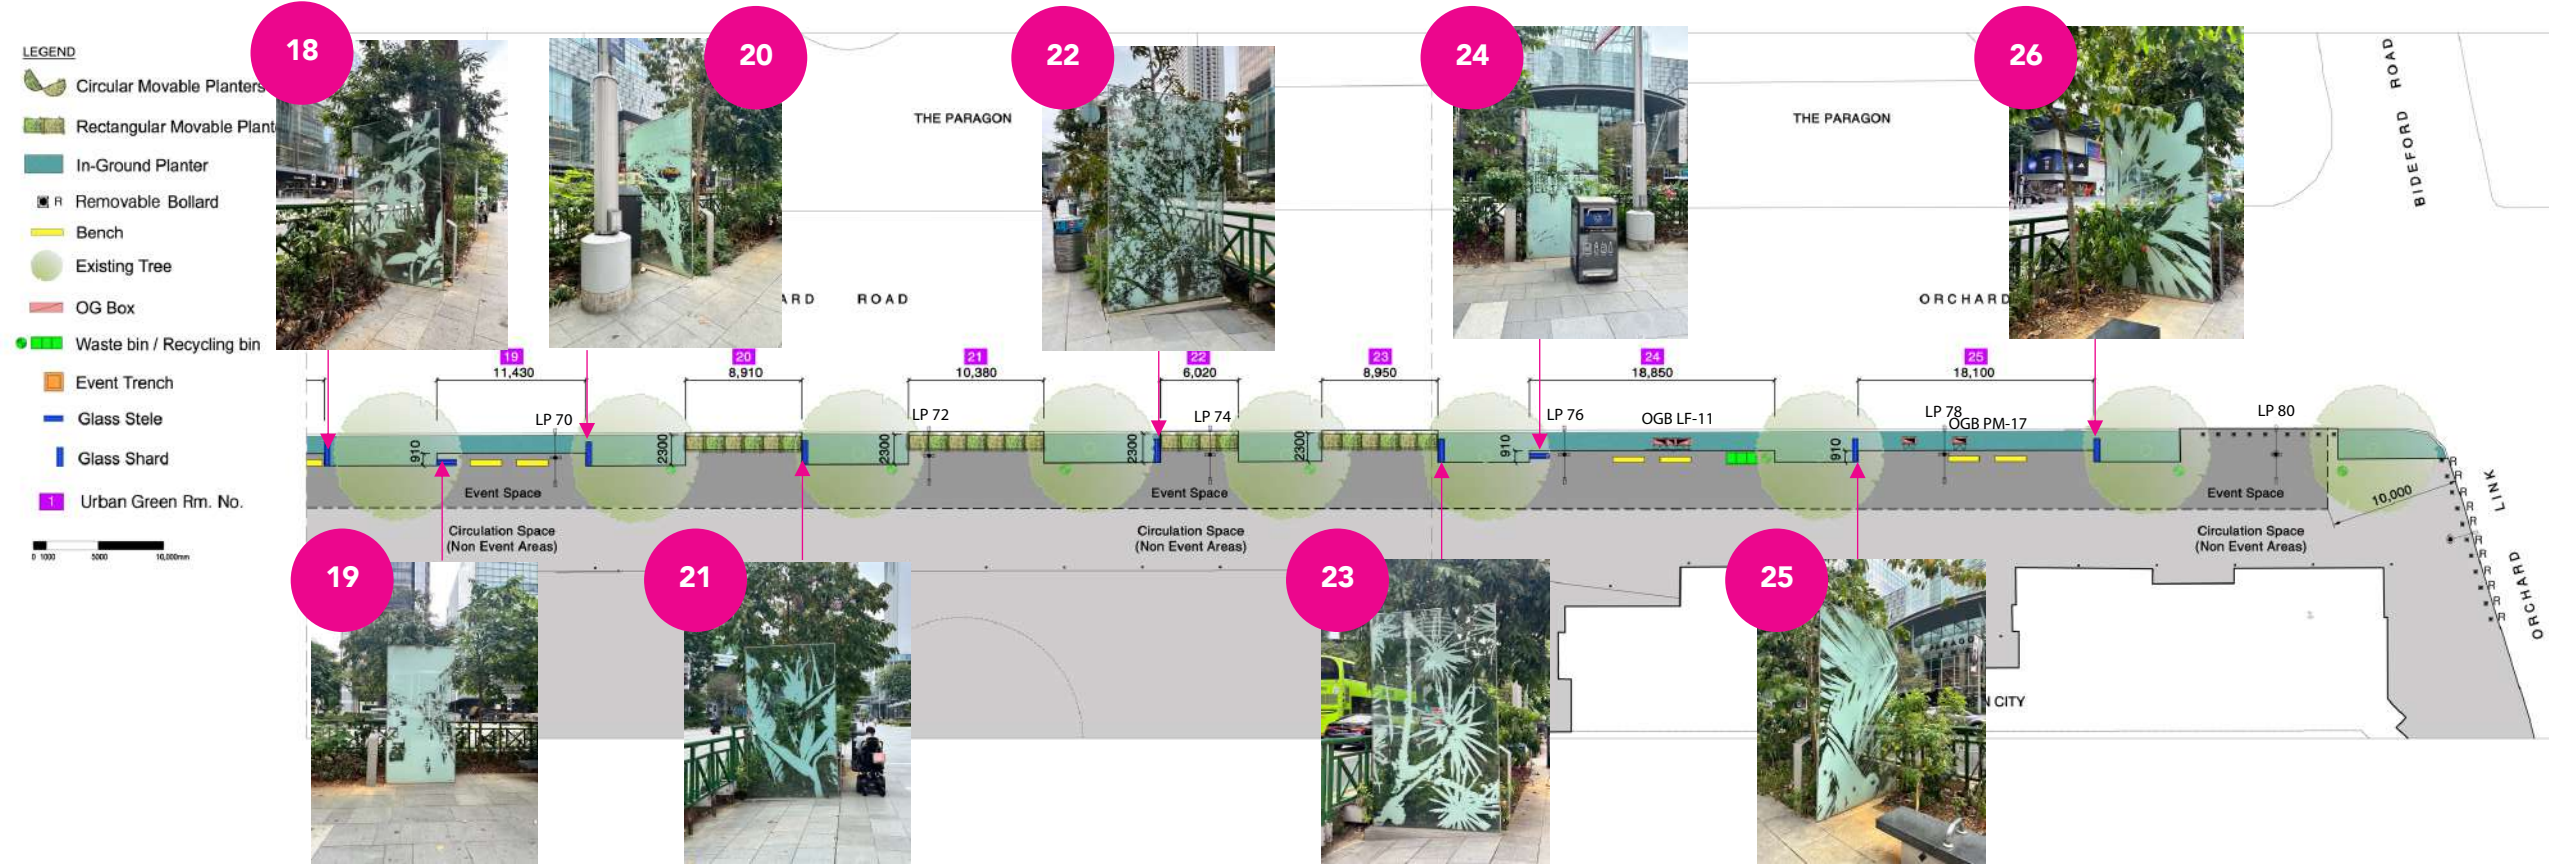 LEGEND
Circular Movable Planters
Rectangular Movable Plant
In-Ground Planter
R Removable Bollard
Bench
Existing Tree
OG Box
Waste bin / Recycling bin
Event Trench
Glass Stele
Glass Shard
1 Urban Green Rm. No.
0 1000 5000 10,000mm
18
20
22
24
26
THE PARAGON
THE PARAGON
BIDEFORD ROAD
ARD ROAD
ORCHARD
19
20
21
22
23
24
25
11,430
8,910
10,380
6,020
8,950
18,850
18,100
LP 70
LP 72
LP 74
LP 76
OGB LF-11
LP 78
OGB PM-17
LP 80
910
2300
2300
2300
2300
910
910
Event Space
Event Space
Event Space
10,000
Circulation Space
(Non Event Areas)
Circulation Space
(Non Event Areas)
Circulation Space
(Non Event Areas)
R
R
R
R
R
R
R
R
R
R
R
ORCHARD LINK
19
21
23
25
N CITY